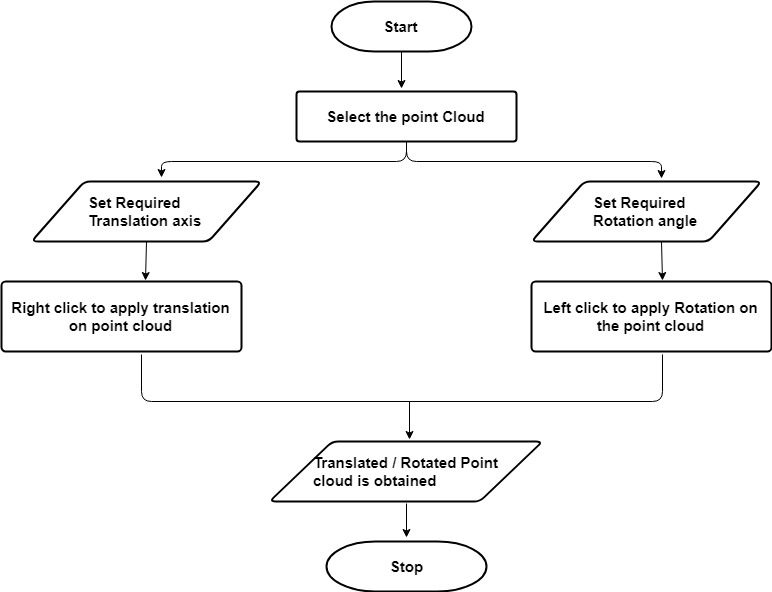 Start
Select the point Cloud
Set Required
Translation axis
Set Required
Rotation angle
Right click to apply translation
on point cloud
Left click to apply Rotation on
the point cloud
Translated / Rotated Point
cloud is obtained
Stop